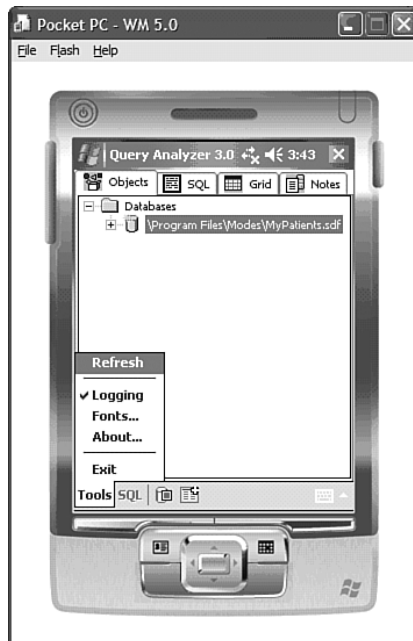 Pocket PC - WM 5.0
File Flash Help
Query Analyzer 3.0 3:43
Objects SQL Grid Notes
Databases
\Program Files\Modes\MyPatients.sdf
Refresh
Logging
Fonts...
About...
Exit
Tools SQL